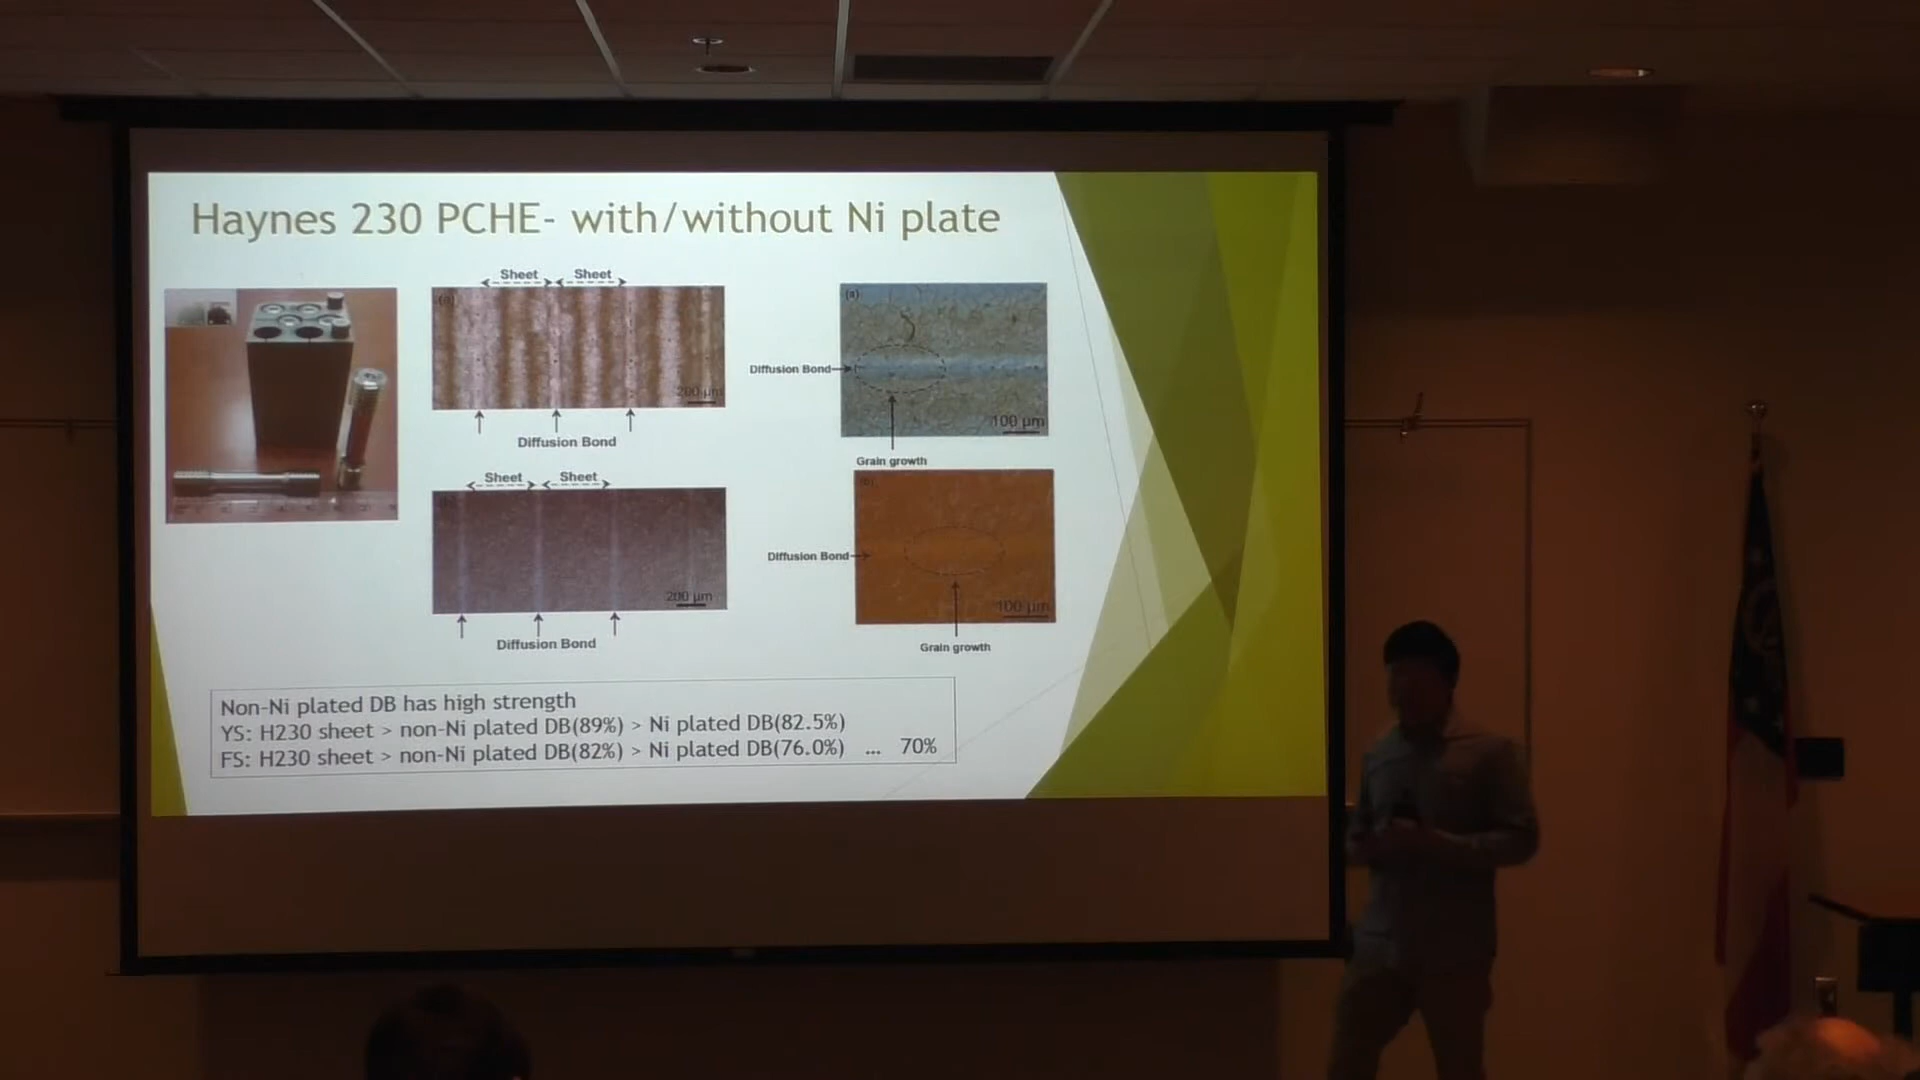 Haynes 230 PCHE- with/without Ni plate
Sheet Sheet
(a)
200 μm
Diffusion Bond
Sheet Sheet
200 μm
Diffusion Bond
(a)
Diffusion Bond
100 μm
Grain growth
(b)
Diffusion Bond
100 μm
Grain growth
Non-Ni plated DB has high strength
YS: H230 sheet > non-Ni plated DB(89%) > Ni plated DB(82.5%)
FS: H230 sheet > non-Ni plated DB(82%) > Ni plated DB(76.0%) ... 70%